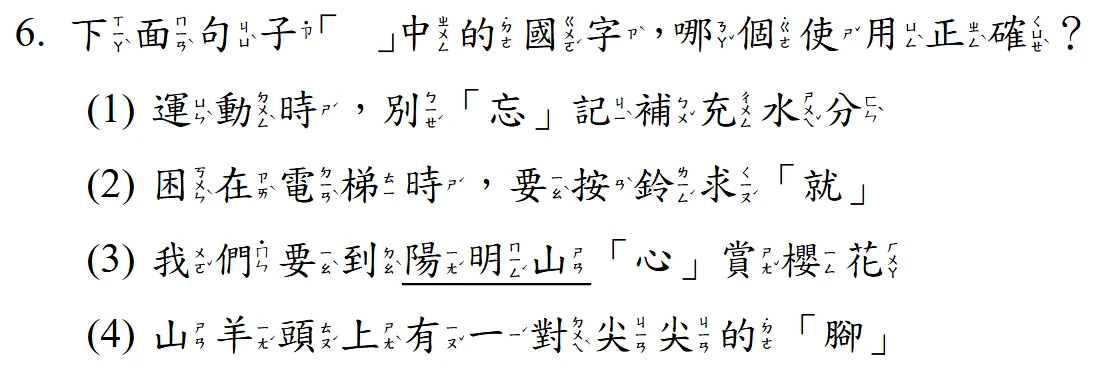 6. 下面句子「　」中的國字，哪個使用正確？
(1) 運動時，別「忘」記補充水分
(2) 困在電梯時，要按鈴求「就」
(3) 我們要到陽明山「心」賞櫻花
(4) 山羊頭上有一對尖尖的「腳」